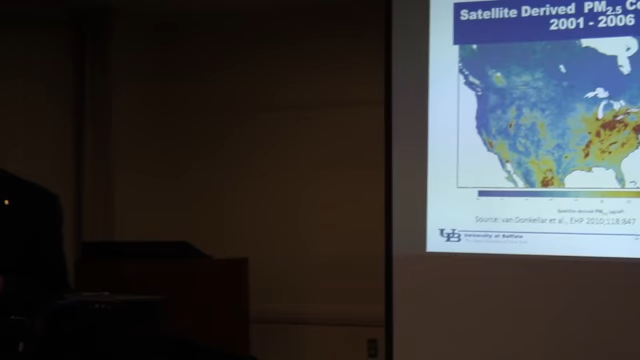 Satellite Derived PM2.5 Co
2001 - 2006
Source: van Donkelaar et al., EHP 2010;118:847
UB University at Buffalo